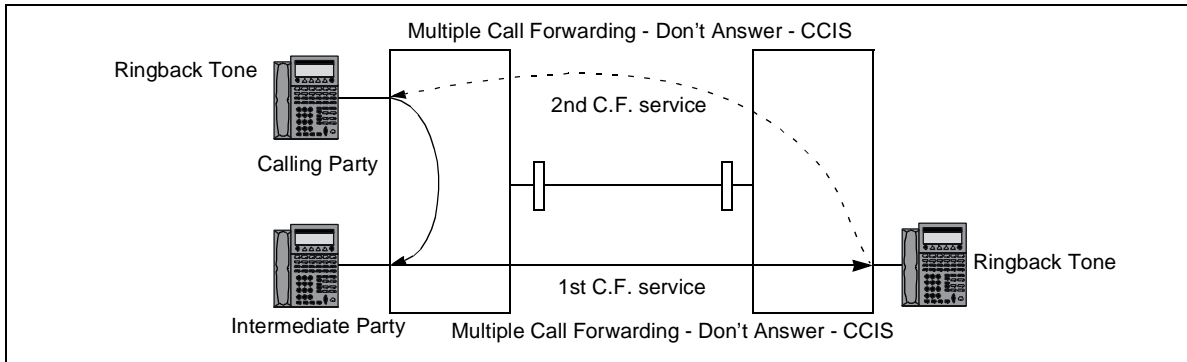 Multiple Call Forwarding - Don't Answer - CCIS
Ringback Tone
2nd C.F. service
Calling Party
Ringback Tone
1st C.F. service
Intermediate Party
Multiple Call Forwarding - Don't Answer - CCIS